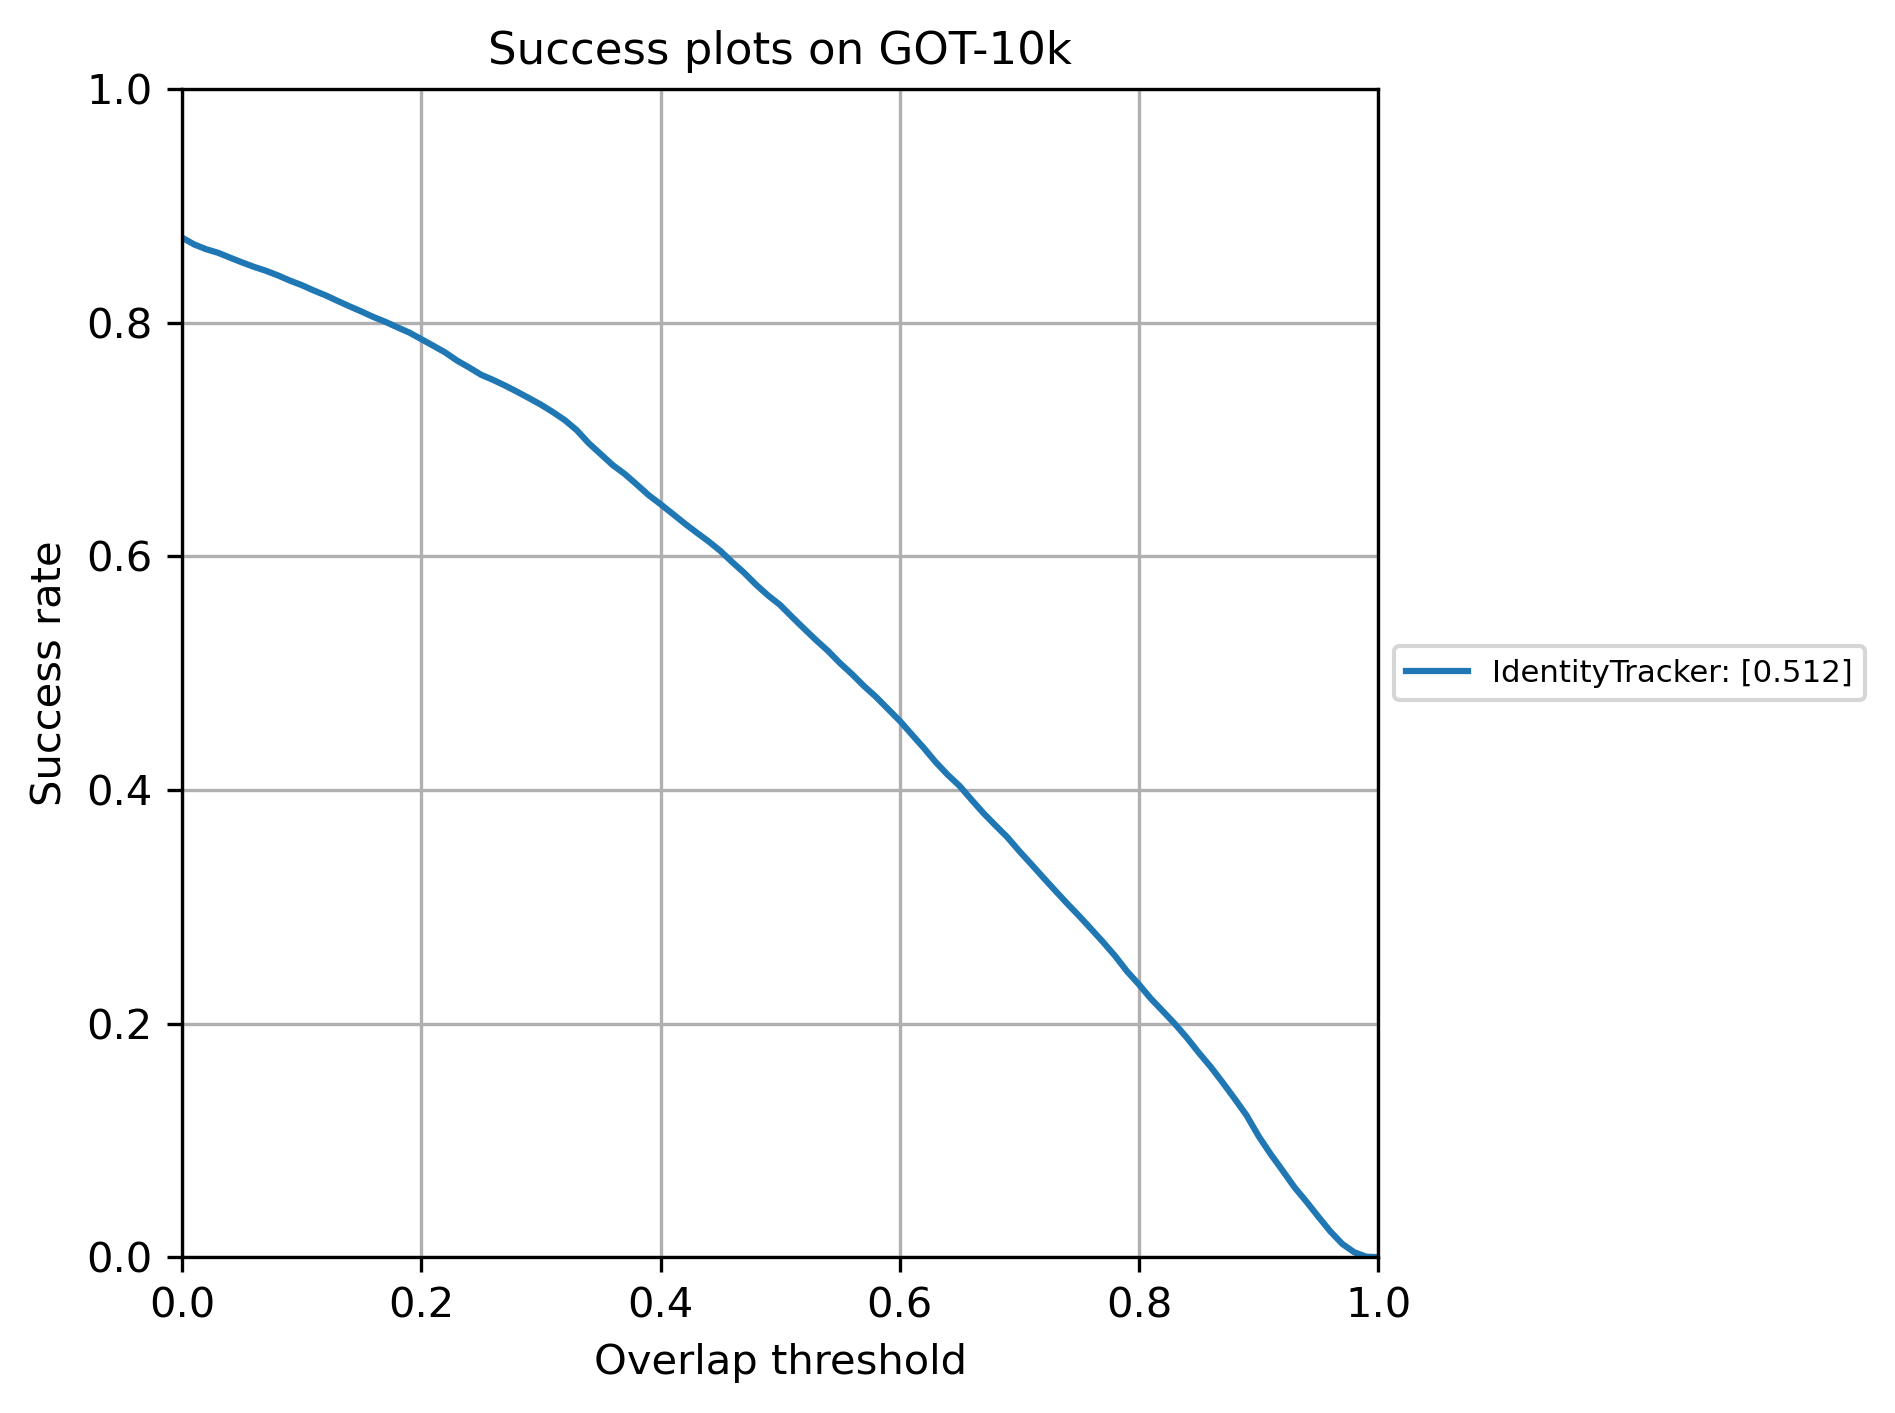 Success plots on GOT-10k
1.0
0.8
0.6
0.4
0.2
0.0
Success rate
0.0 0.2 0.4 0.6 0.8 1.0
Overlap threshold
IdentityTracker: [0.512]